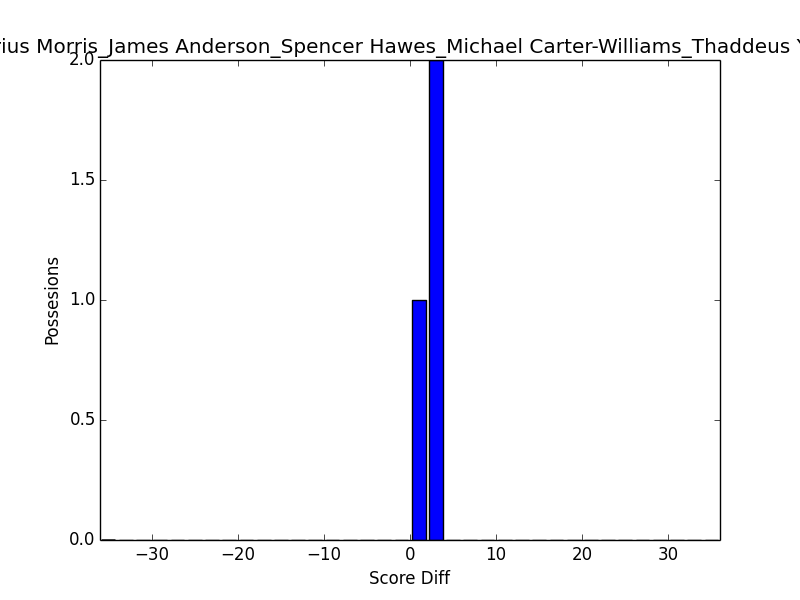 rius Morris_James Anderson_Spencer Hawes_Michael Carter-Williams_Thaddeus Y
2.0
1.5
1.0
0.5
0.0
Possesions
−30 −20 −10 0 10 20 30
Score Diff